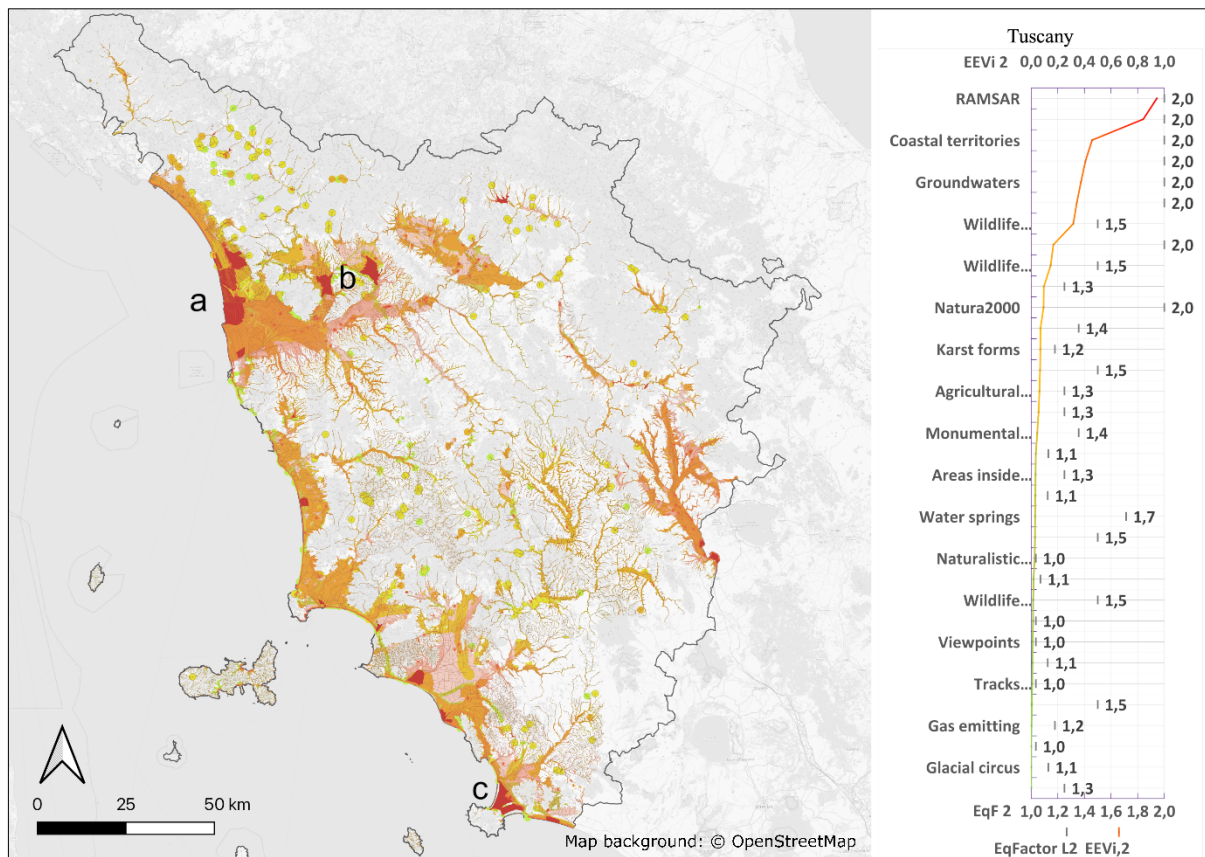 a
b
c
0 25 50 km
Map background: © OpenStreetMap
Tuscany
EEVi 2 0,0 0,2 0,4 0,6 0,8 1,0
RAMSAR 2,0
2,0
Coastal territories 2,0
2,0
Groundwaters 2,0
2,0
Wildlife... 1,5
2,0
Wildlife... 1,5
1,3
Natura2000 2,0
1,4
Karst forms 1,2
1,5
Agricultural... 1,3
1,3
Monumental... 1,4
1,1
Areas inside... 1,3
1,1
Water springs 1,7
1,5
Naturalistic... 1,0
1,1
Wildlife... 1,5
1,0
Viewpoints 1,0
1,1
Tracks... 1,0
1,5
Gas emitting 1,2
1,0
Glacial circus 1,1
1,3
EqF 2 1,0 1,2 1,4 1,6 1,8 2,0
EqFactor L2 EEVi,2